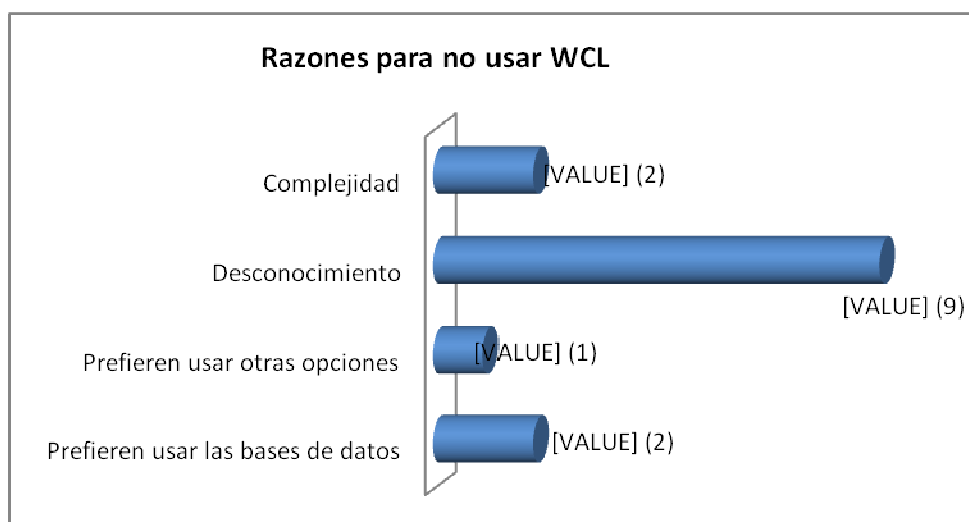 Razones para no usar WCL
Complejidad
[VALUE] (2)
Desconocimiento
[VALUE] (9)
Prefieren usar otras opciones
[VALUE] (1)
Prefieren usar las bases de datos
[VALUE] (2)